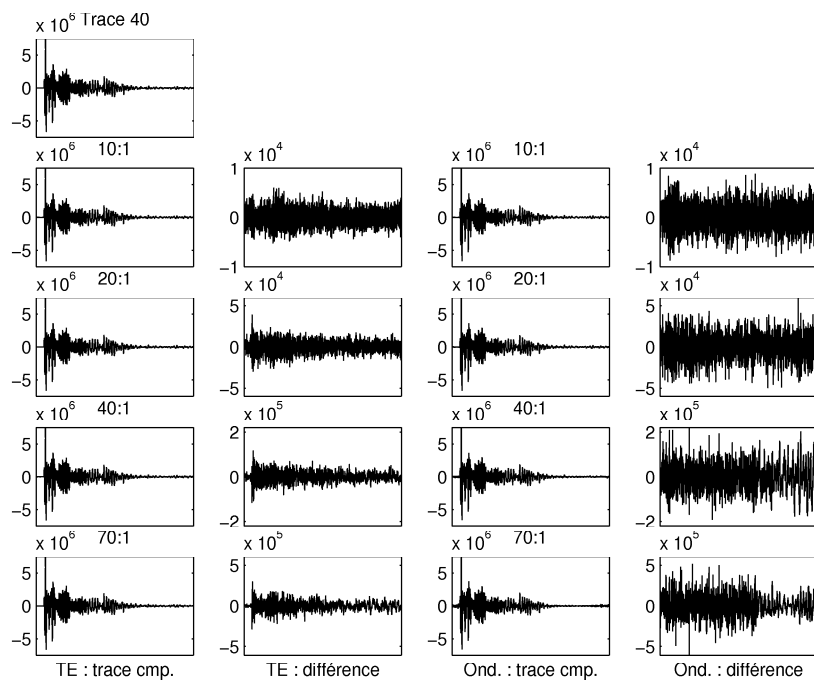 x 10⁶ Trace 40
5
0
−5
x 10⁶ 10:1 x 10⁴ x 10⁶ 10:1 x 10⁴
5 1 5 1
0 0 0 0
−5 −1 −5 −1
x 10⁶ 20:1 x 10⁴ x 10⁶ 20:1 x 10⁴
5 5 5 5
0 0 0 0
−5 −5 −5 −5
x 10⁶ 40:1 x 10⁵ x 10⁶ 40:1 x 10⁵
5 2 5 2
0 0 0 0
−5 −2 −5 −2
x 10⁶ 70:1 x 10⁵ x 10⁶ 70:1 x 10⁵
5 5 5 5
0 0 0 0
−5 −5 −5 −5
TE : trace cmp. TE : différence Ond. : trace cmp. Ond. : différence